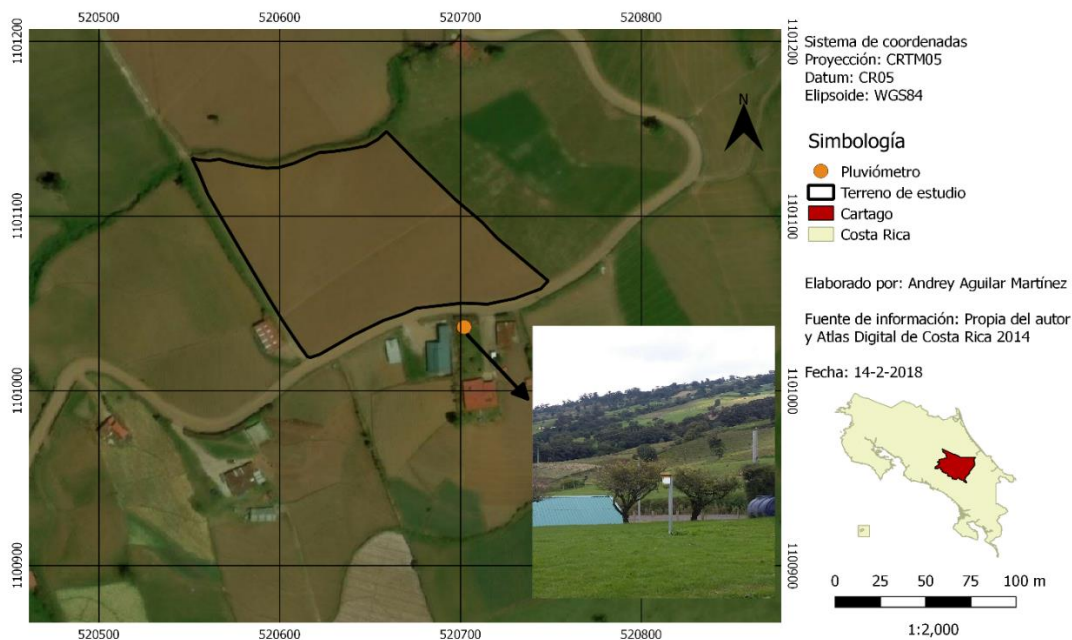 520500 520600 520700 520800
1101200 1101200
Sistema de coordenadas
Proyección: CRTM05
Datum: CR05
Elipsoide: WGS84
N
Simbología
Pluviómetro
Terreno de estudio
Cartago
Costa Rica
1101100 1101100
Elaborado por: Andrey Aguilar Martínez
Fuente de información: Propia del autor
y Atlas Digital de Costa Rica 2014
Fecha: 14-2-2018
1101000 1101000
1100900 1100900
0 25 50 75 100 m
1:2,000
520500 520600 520700 520800